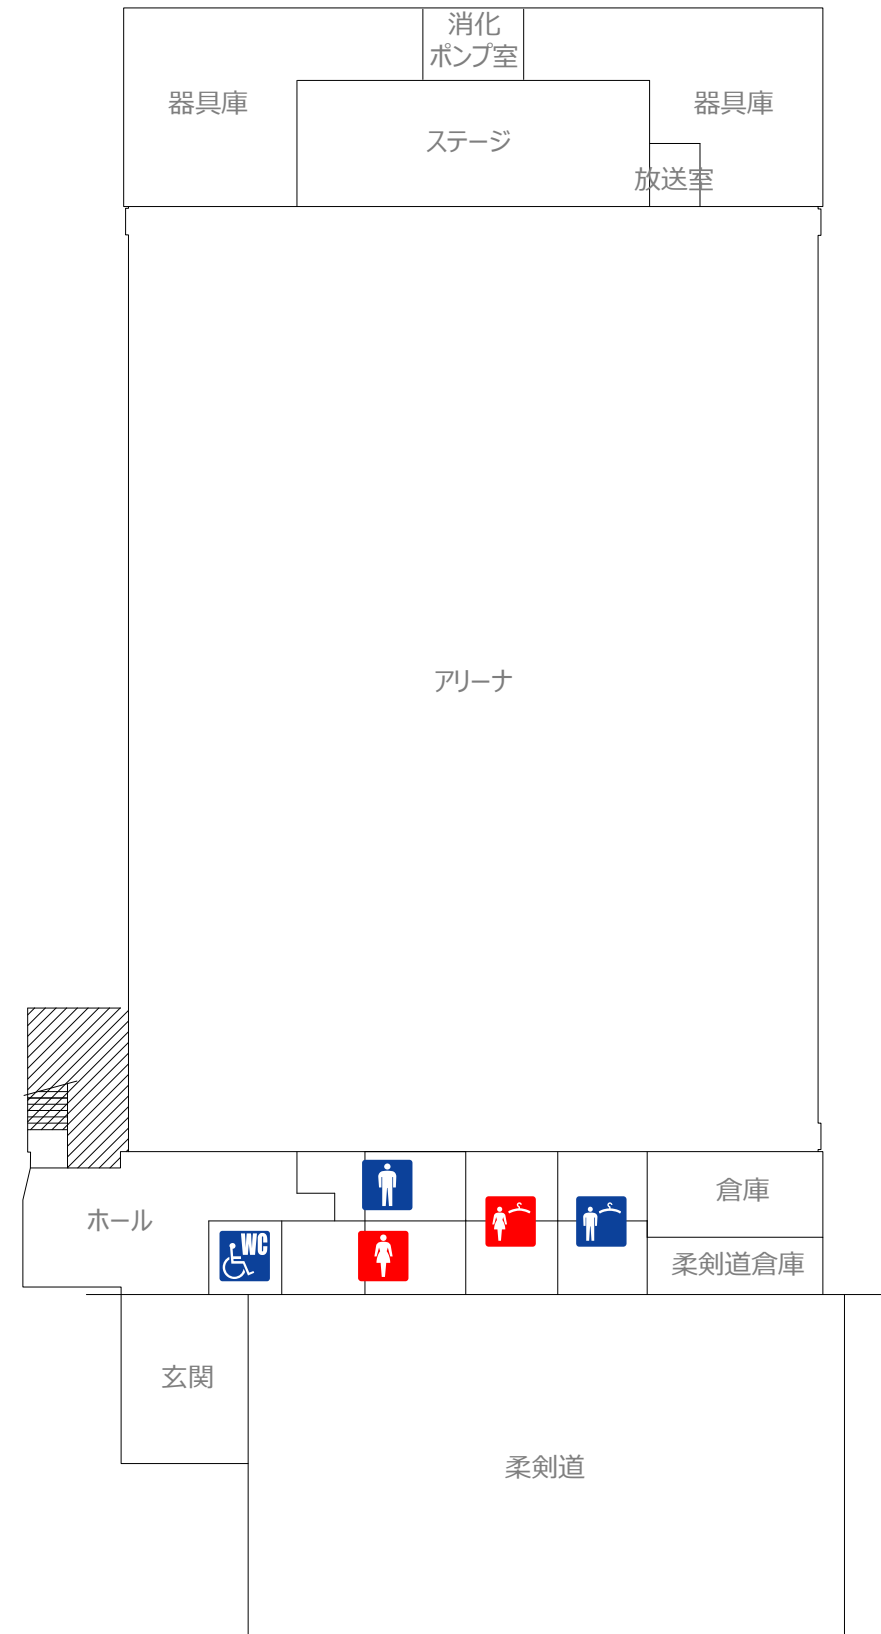 消化
ポンプ室
器具庫
器具庫
ステージ
放送室
アリーナ
倉庫
ホール
WC
柔剣道倉庫
玄関
柔剣道